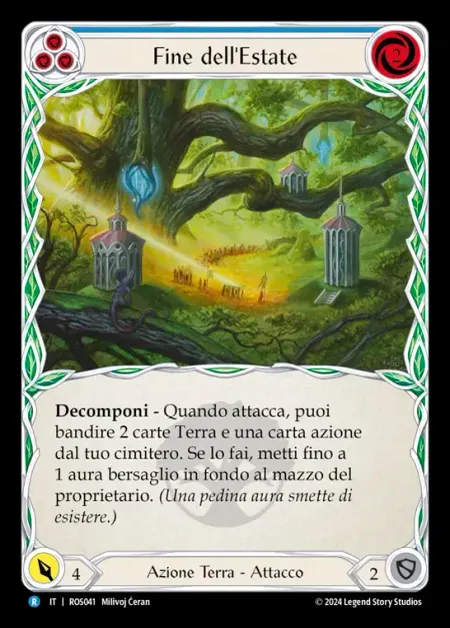 Fine dell'Estate
2
Decomponi - Quando attacca, puoi
bandire 2 carte Terra e una carta azione
dal tuo cimitero. Se lo fai, metti fino a
1 aura bersaglio in fondo al mazzo del
proprietario. (Una pedina aura smette di
esistere.)
4
Azione Terra - Attacco
2
R IT | ROS041 Milivoj Ćeran
© 2024 Legend Story Studios